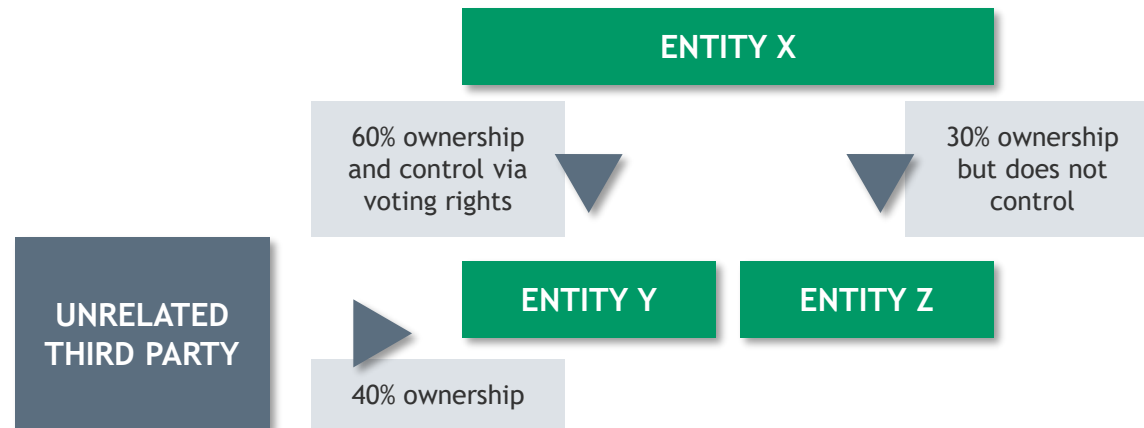 ENTITY X
60% ownership
and control via
voting rights
30% ownership
but does not
control
UNRELATED
THIRD PARTY
ENTITY Y
ENTITY Z
40% ownership